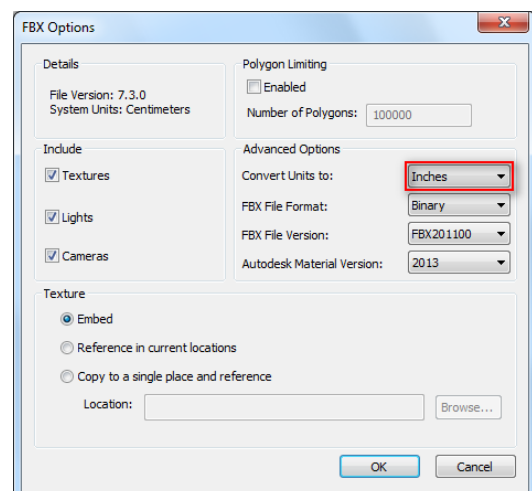 FBX Options
Details
File Version: 7.3.0
System Units: Centimeters
Polygon Limiting
Enabled
Number of Polygons: 100000
Include
Textures
Lights
Cameras
Advanced Options
Convert Units to: Inches
FBX File Format: Binary
FBX File Version: FBX201100
Autodesk Material Version: 2013
Texture
Embed
Reference in current locations
Copy to a single place and reference
Location: Browse...
OK Cancel